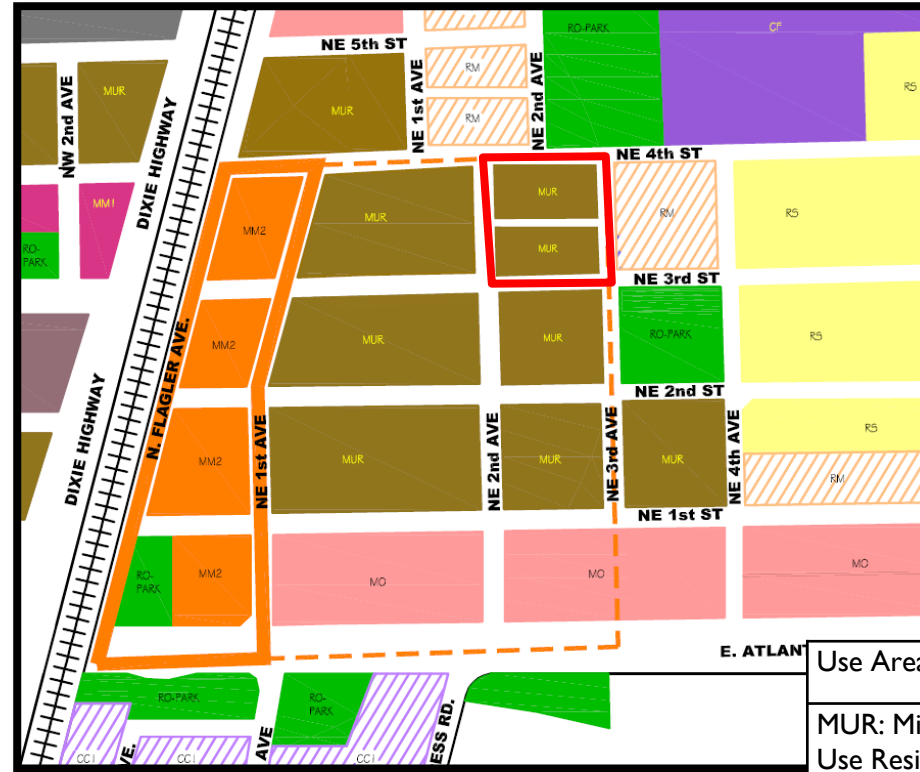 RO-PARK
CF
NE 5th ST
MUR
RM
RS
NW 2nd AVE
DIXIE HIGHWAY
MUR
NE 1st AVE
RM
NE 2nd AVE
NE 4th ST
MM1
MUR
MUR
RM
RS
MM2
MUR
RO-
PARK
NE 3rd ST
N. FLAGLER AVE.
MM2
MUR
MUR
RO-PARK
RS
NE 2nd ST
DIXIE HIGHWAY
MM2
NE 1st AVE
MUR
NE 2nd AVE
MUR
NE 3rd AVE
MUR
NE 4th AVE
RS
RM
NE 1st ST
RO-
PARK
MM2
MO
MO
MO
E. ATLANT
Use Area
RO-PARK
RO-
PARK
MUR: Mi
Use Resi
CC1
VE.
CC1
AVE
CC1
ESS RD.